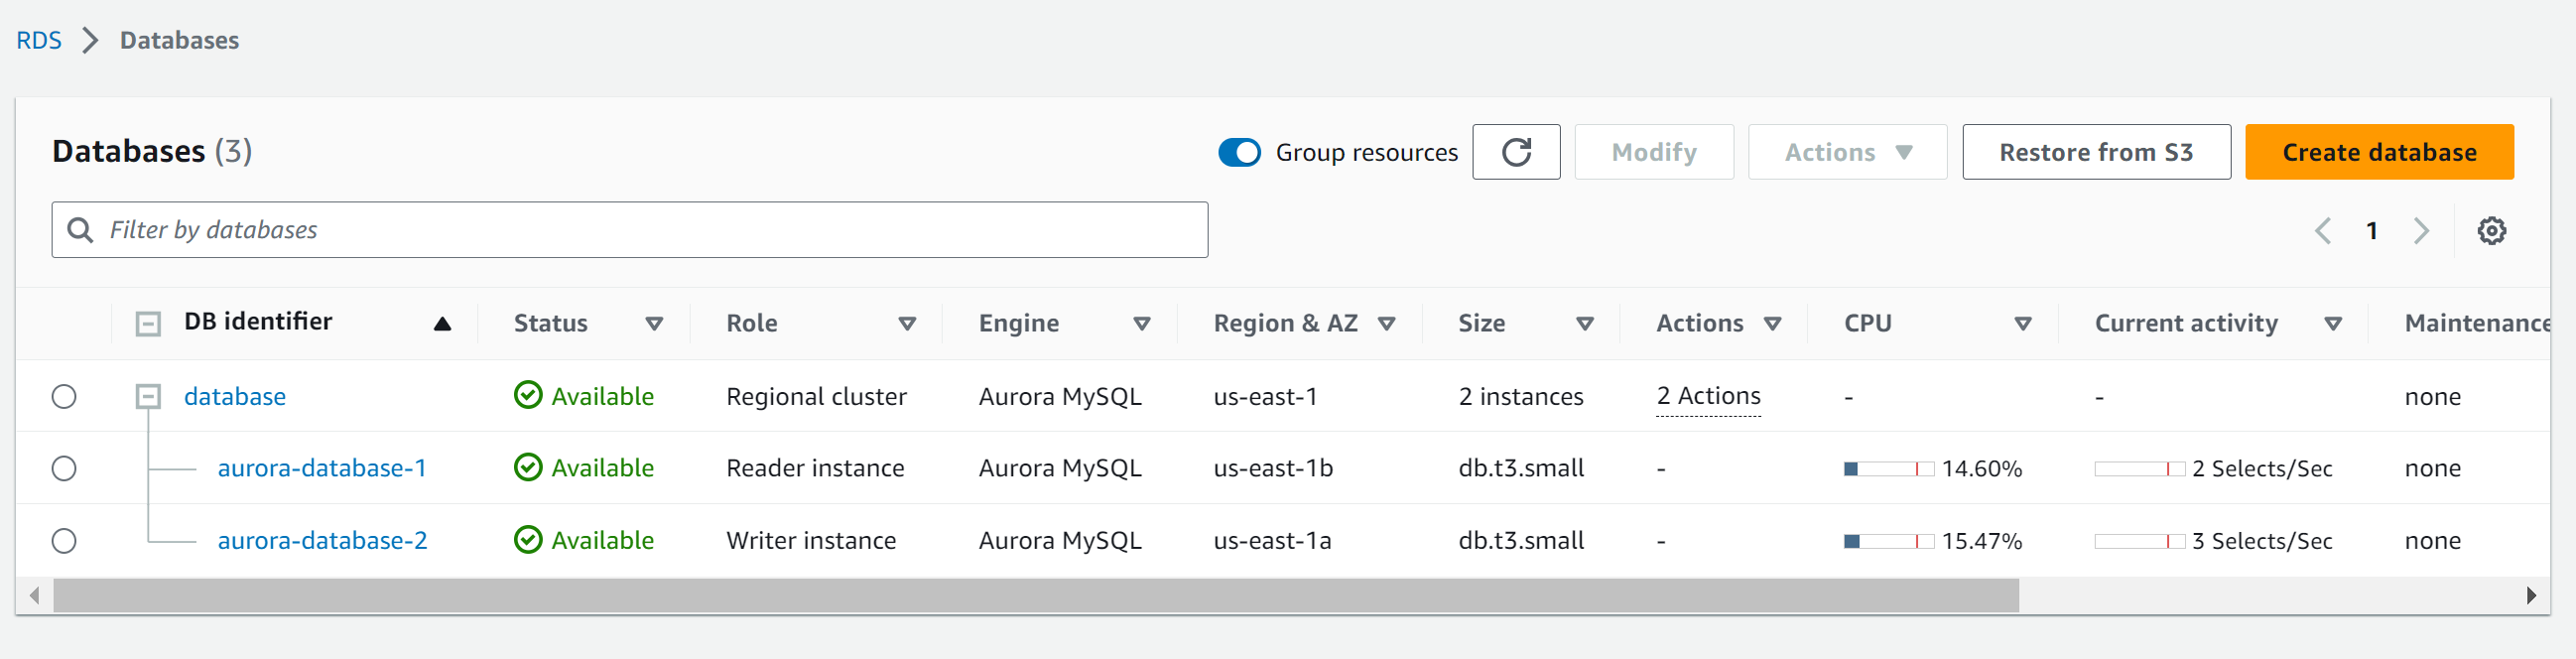 RDS > Databases
Databases (3) Group resources Modify Actions Restore from S3 Create database
Filter by databases 1
DB identifier Status Role Engine Region & AZ Size Actions CPU Current activity Maintenance
database Available Regional cluster Aurora MySQL us-east-1 2 instances 2 Actions - - none
aurora-database-1 Available Reader instance Aurora MySQL us-east-1b db.t3.small - 14.60% 2 Selects/Sec none
aurora-database-2 Available Writer instance Aurora MySQL us-east-1a db.t3.small - 15.47% 3 Selects/Sec none